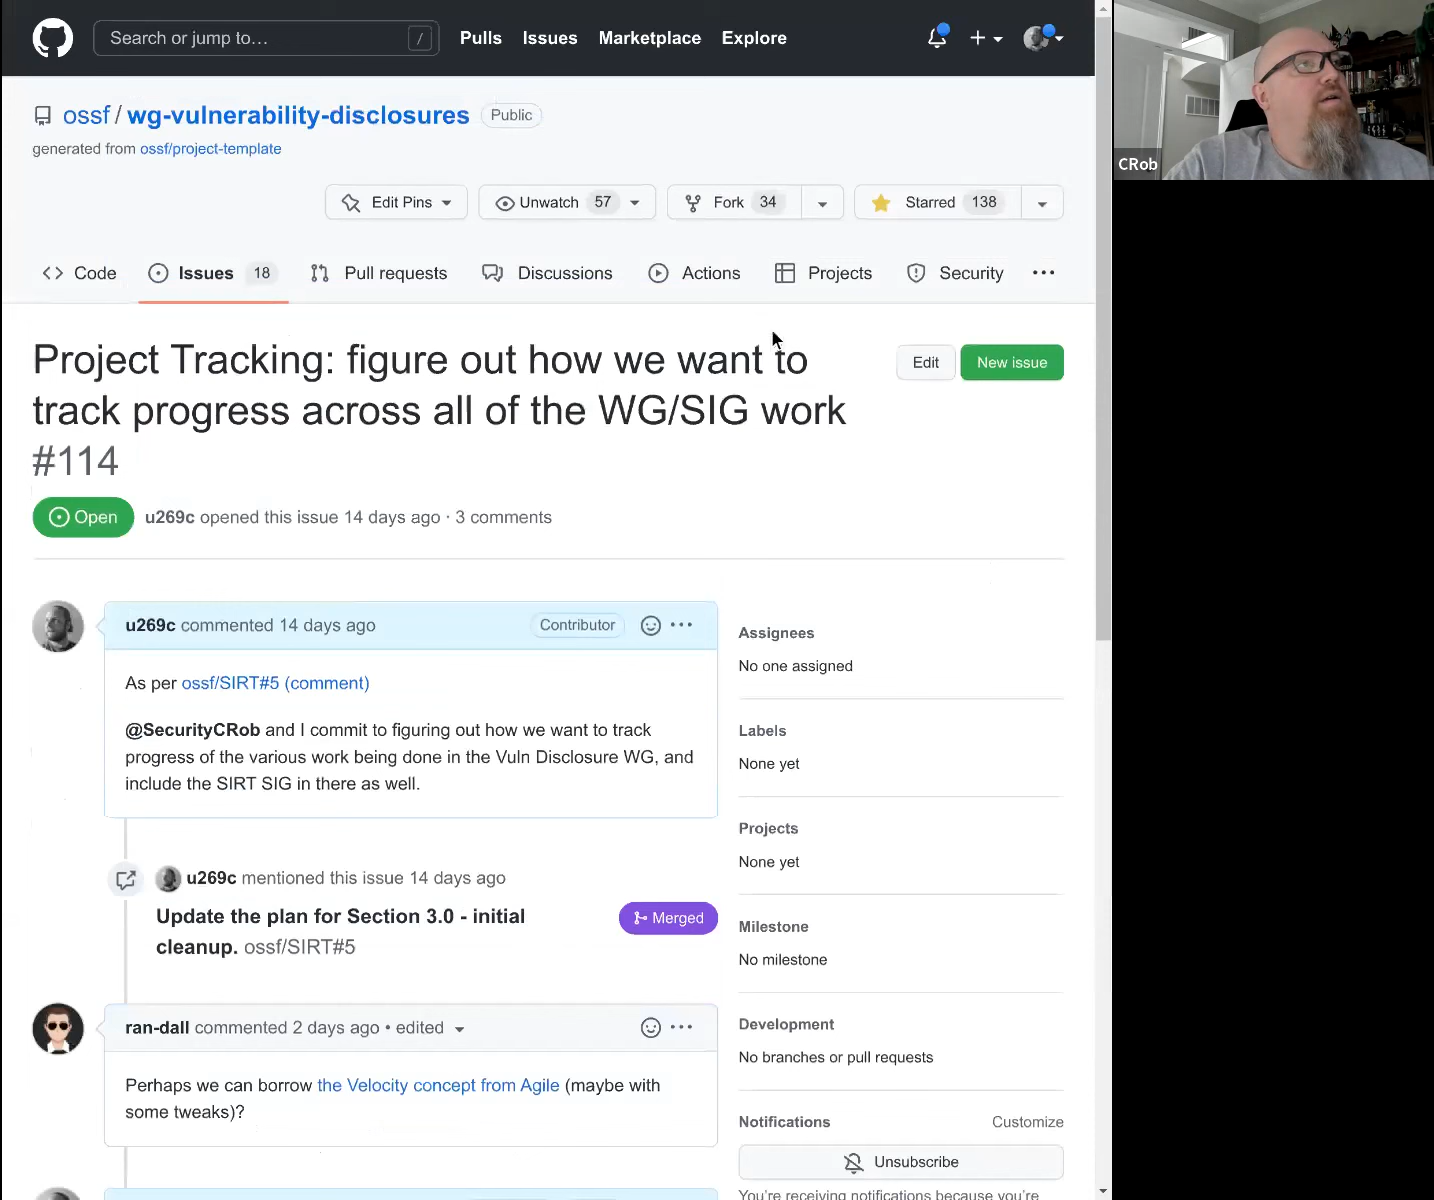 Search or jump to… /
Pulls Issues Marketplace Explore
ossf / wg-vulnerability-disclosures Public
generated from ossf/project-template
Edit Pins Unwatch 57 Fork 34 Starred 138
Code Issues 18 Pull requests Discussions Actions Projects Security
Project Tracking: figure out how we want to
track progress across all of the WG/SIG work
#114
Edit New issue
Open u269c opened this issue 14 days ago · 3 comments
u269c commented 14 days ago Contributor
As per ossf/SIRT#5 (comment)
@SecurityCRob and I commit to figuring out how we want to track
progress of the various work being done in the Vuln Disclosure WG, and
include the SIRT SIG in there as well.
u269c mentioned this issue 14 days ago
Update the plan for Section 3.0 - initial
cleanup. ossf/SIRT#5
Merged
ran-dall commented 2 days ago • edited
Perhaps we can borrow the Velocity concept from Agile (maybe with
some tweaks)?
Assignees
No one assigned
Labels
None yet
Projects
None yet
Milestone
No milestone
Development
No branches or pull requests
Notifications Customize
Unsubscribe
You're receiving notifications because you're
CRob